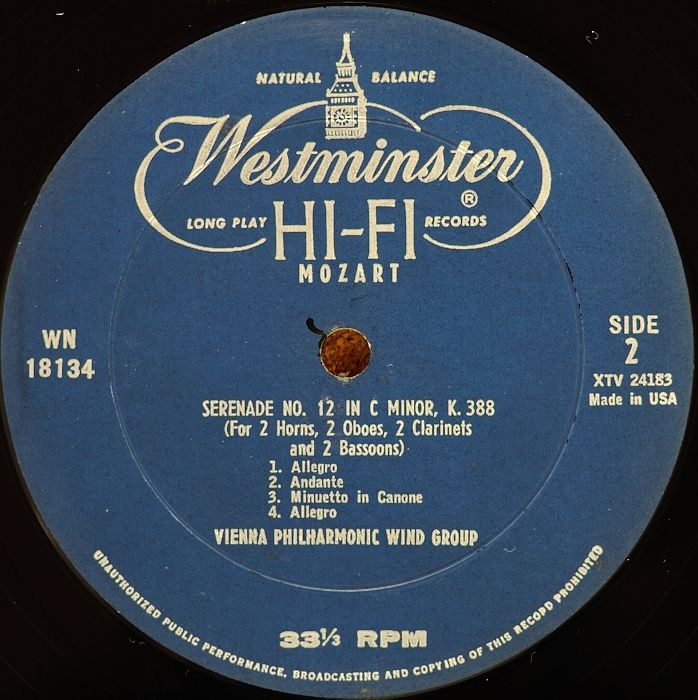 NATURAL BALANCE
Westminster ®
LONG PLAY HI-FI RECORDS
MOZART
WN
18134
SIDE
2
XTV 24183
Made in USA
SERENADE NO. 12 IN C MINOR, K. 388
(For 2 Horns, 2 Oboes, 2 Clarinets
and 2 Bassoons)
1. Allegro
2. Andante
3. Minuetto in Canone
4. Allegro
VIENNA PHILHARMONIC WIND GROUP
33⅓ RPM
UNAUTHORIZED PUBLIC PERFORMANCE, BROADCASTING AND COPYING OF THIS RECORD PROHIBITED